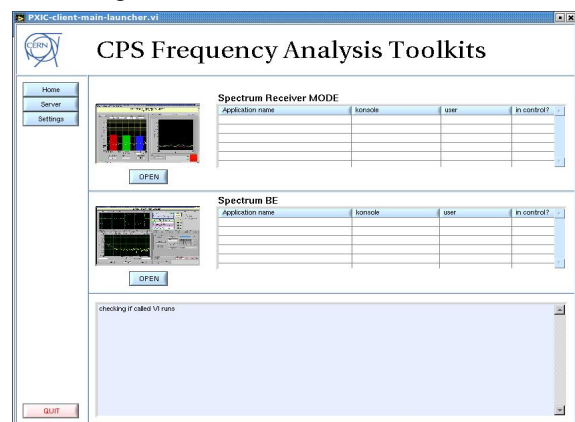 PXIC-client-main-launcher.vi
CERN
CPS Frequency Analysis Toolkits
Home
Server
Settings
Spectrum Receiver MODE
Application name konsole user in control?
OPEN
Spectrum BE
Application name konsole user in control?
OPEN
checking if called VI runs
QUIT